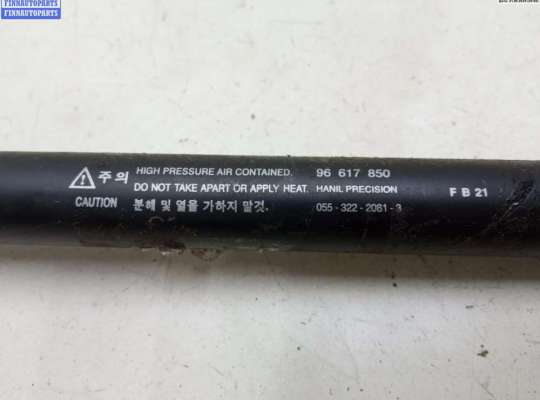 FINNAUTOPARTS
FINNAUTOPARTS
주의 HIGH PRESSURE AIR CONTAINED. 96 617 850
DO NOT TAKE APART OR APPLY HEAT. HANIL PRECISION F B 21
CAUTION 분해 및 열을 가하지 말것. 055-322-2081-3